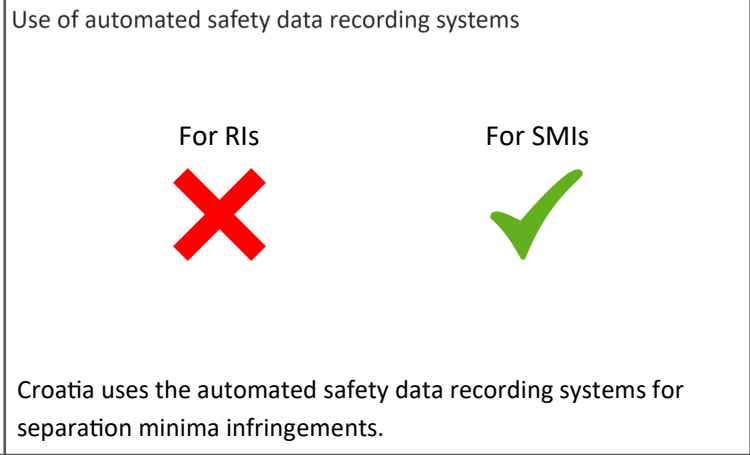 Use of automated safety data recording systems
For RIs
For SMIs
Croatia uses the automated safety data recording systems for
separation minima infringements.